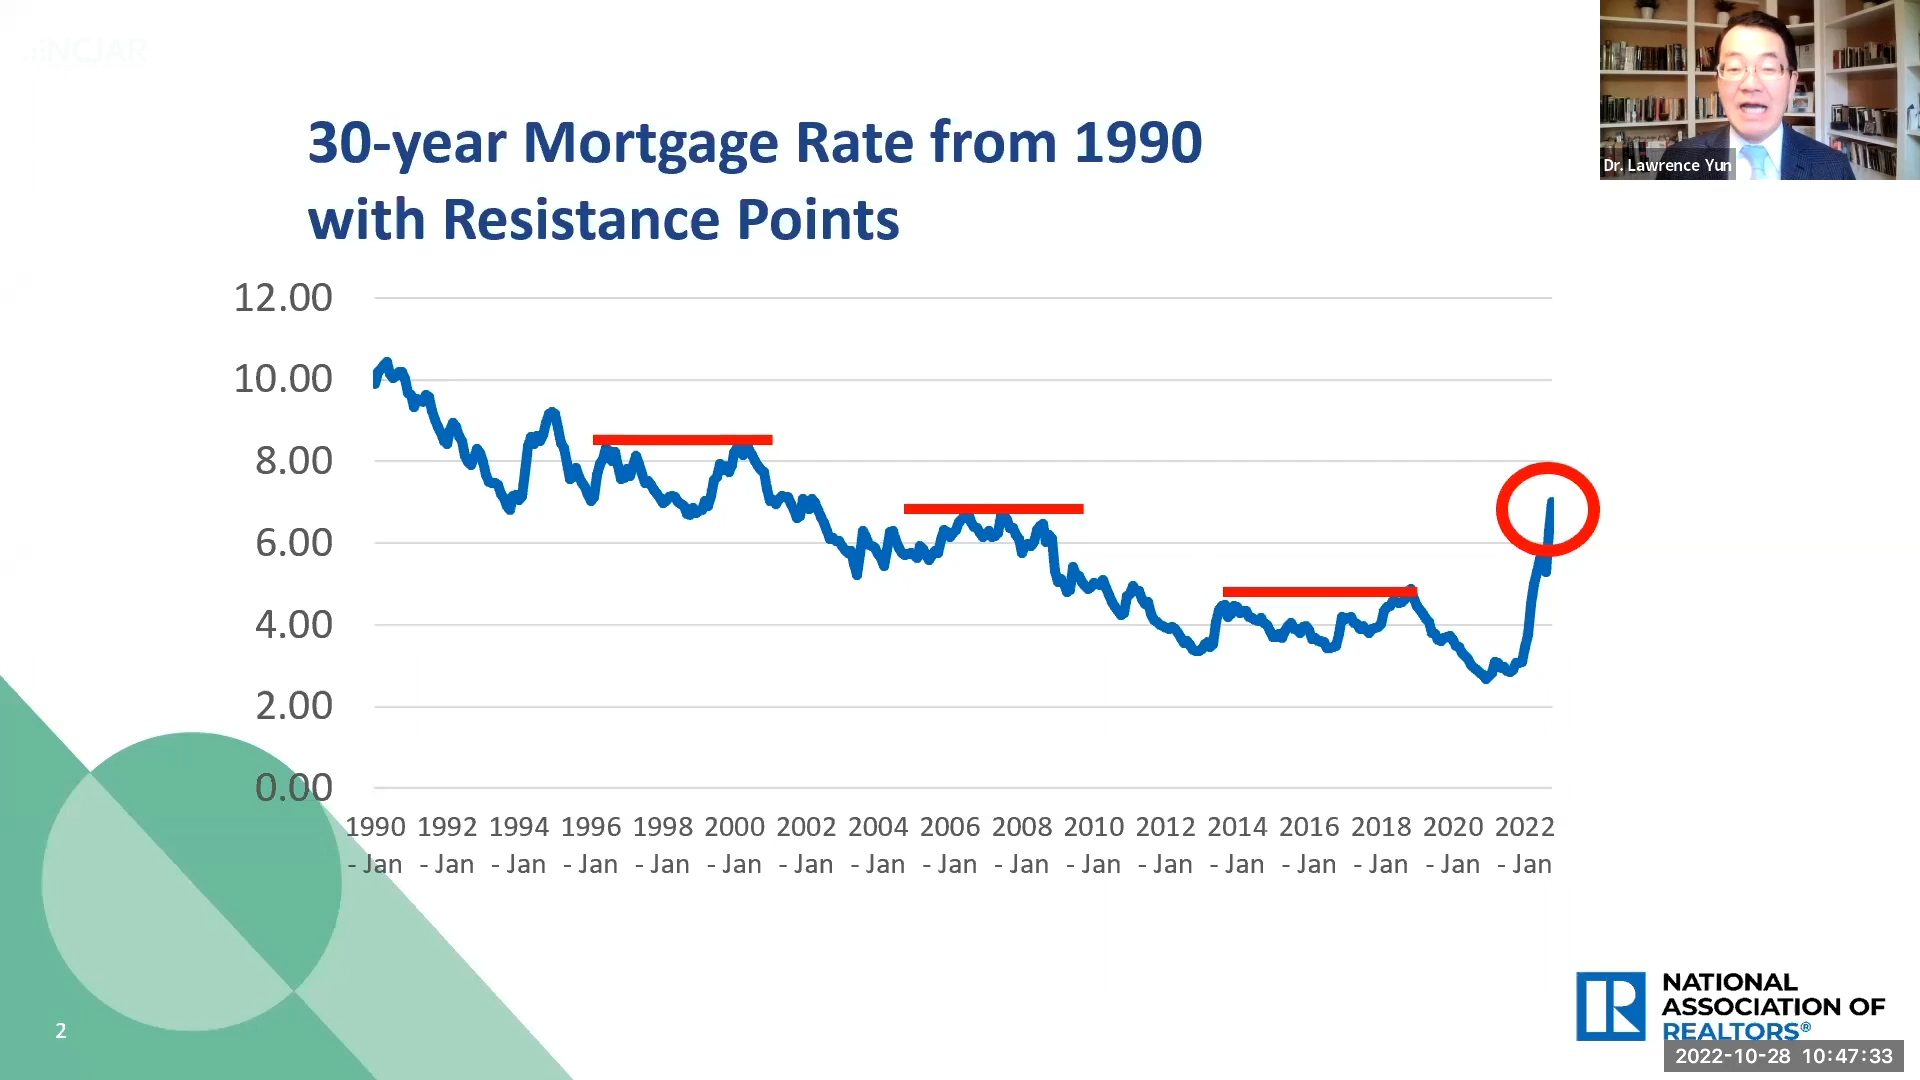 NCJAR
Dr. Lawrence Yun
30-year Mortgage Rate from 1990
with Resistance Points
12.00
10.00
8.00
6.00
4.00
2.00
0.00
1990 1992 1994 1996 1998 2000 2002 2004 2006 2008 2010 2012 2014 2016 2018 2020 2022
- Jan - Jan - Jan - Jan - Jan - Jan - Jan - Jan - Jan - Jan - Jan - Jan - Jan - Jan - Jan - Jan - Jan
NATIONAL
ASSOCIATION OF
REALTORS®
2
2022-10-28 10:47:33